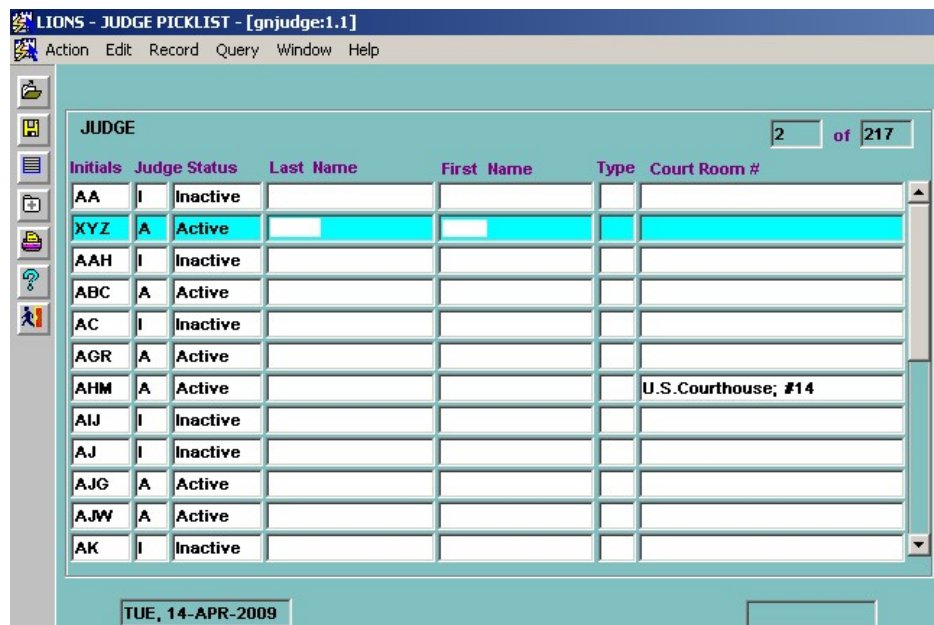 LIONS - JUDGE PICKLIST - [gnjudge:1.1]
Action Edit Record Query Window Help
JUDGE 2 of 217
Initials Judge Status Last Name First Name Type Court Room #
AA I Inactive
XYZ A Active
AAH I Inactive
ABC A Active
AC I Inactive
AGR A Active
AHM A Active U.S.Courthouse; #14
AIJ I Inactive
AJ I Inactive
AJG A Active
AJW A Active
AK I Inactive
TUE, 14-APR-2009